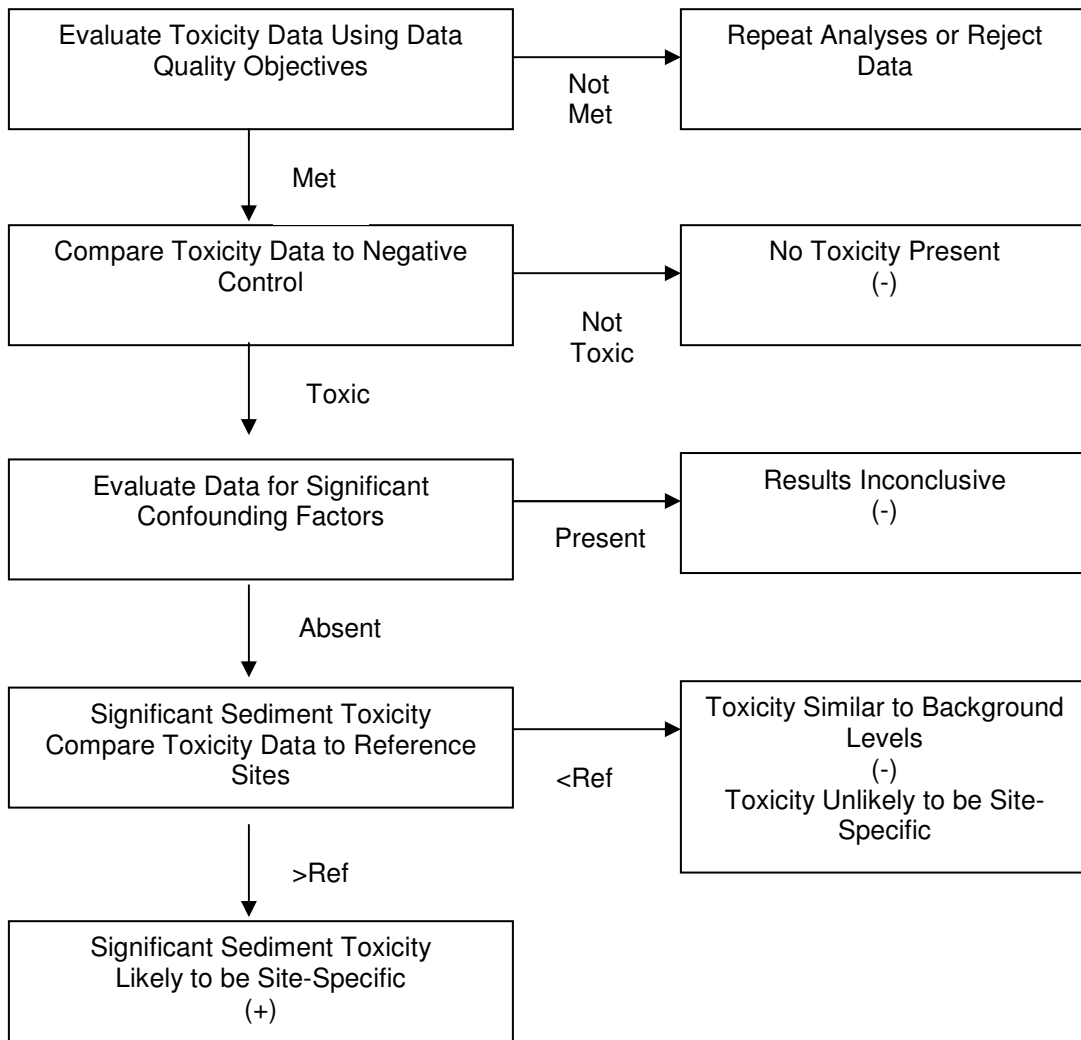 Evaluate Toxicity Data Using Data
Quality Objectives
Not
Met
Repeat Analyses or Reject
Data
Met
Compare Toxicity Data to Negative
Control
Not
Toxic
No Toxicity Present
(-)
Toxic
Evaluate Data for Significant
Confounding Factors
Present
Results Inconclusive
(-)
Absent
Significant Sediment Toxicity
Compare Toxicity Data to Reference
Sites
<Ref
Toxicity Similar to Background
Levels
(-)
Toxicity Unlikely to be Site-
Specific
>Ref
Significant Sediment Toxicity
Likely to be Site-Specific
(+)